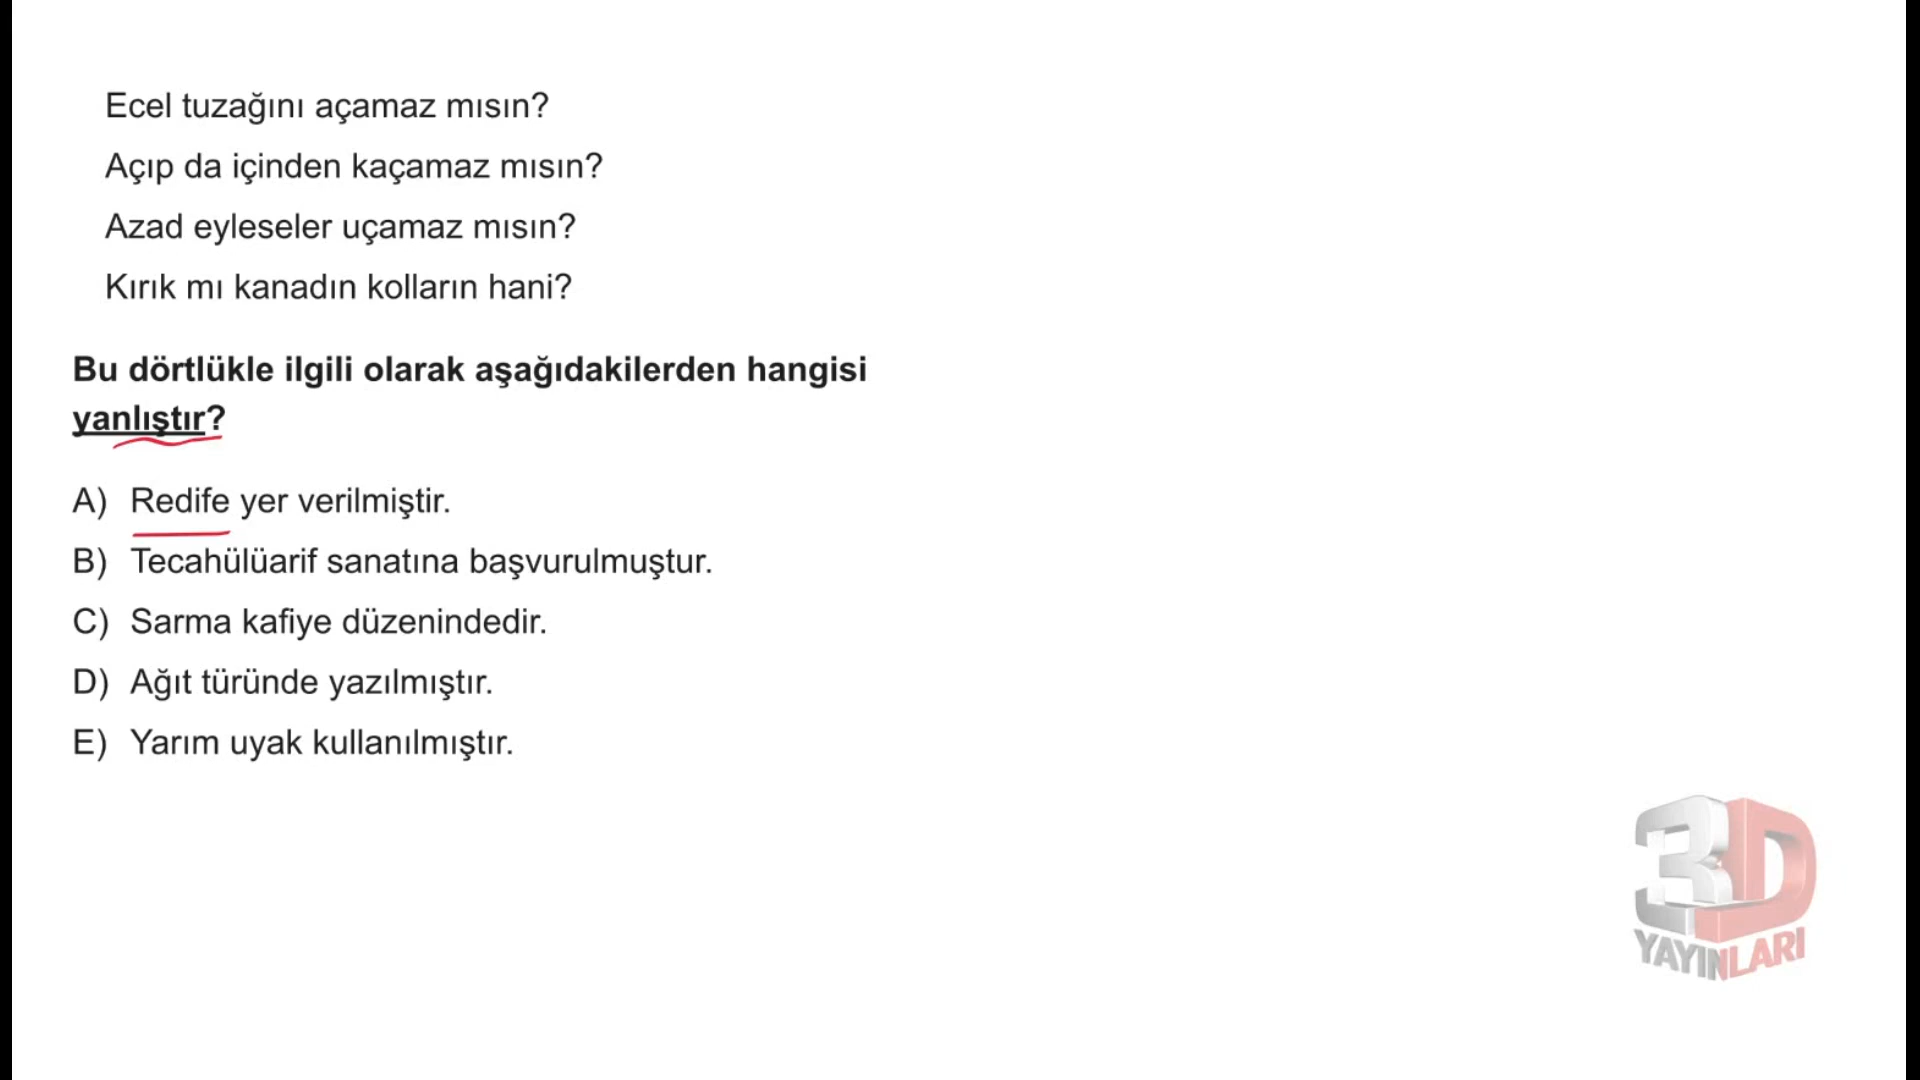 Ecel tuzağını açamaz mısın?
Açıp da içinden kaçamaz mısın?
Azad eyleseler uçamaz mısın?
Kırık mı kanadın kolların hani?
Bu dörtlükle ilgili olarak aşağıdakilerden hangisi
yanlıştır?
A) Redife yer verilmiştir.
B) Tecahülüarif sanatına başvurulmuştur.
C) Sarma kafiye düzenindedir.
D) Ağıt türünde yazılmıştır.
E) Yarım uyak kullanılmıştır.
3D
YAYINLARI